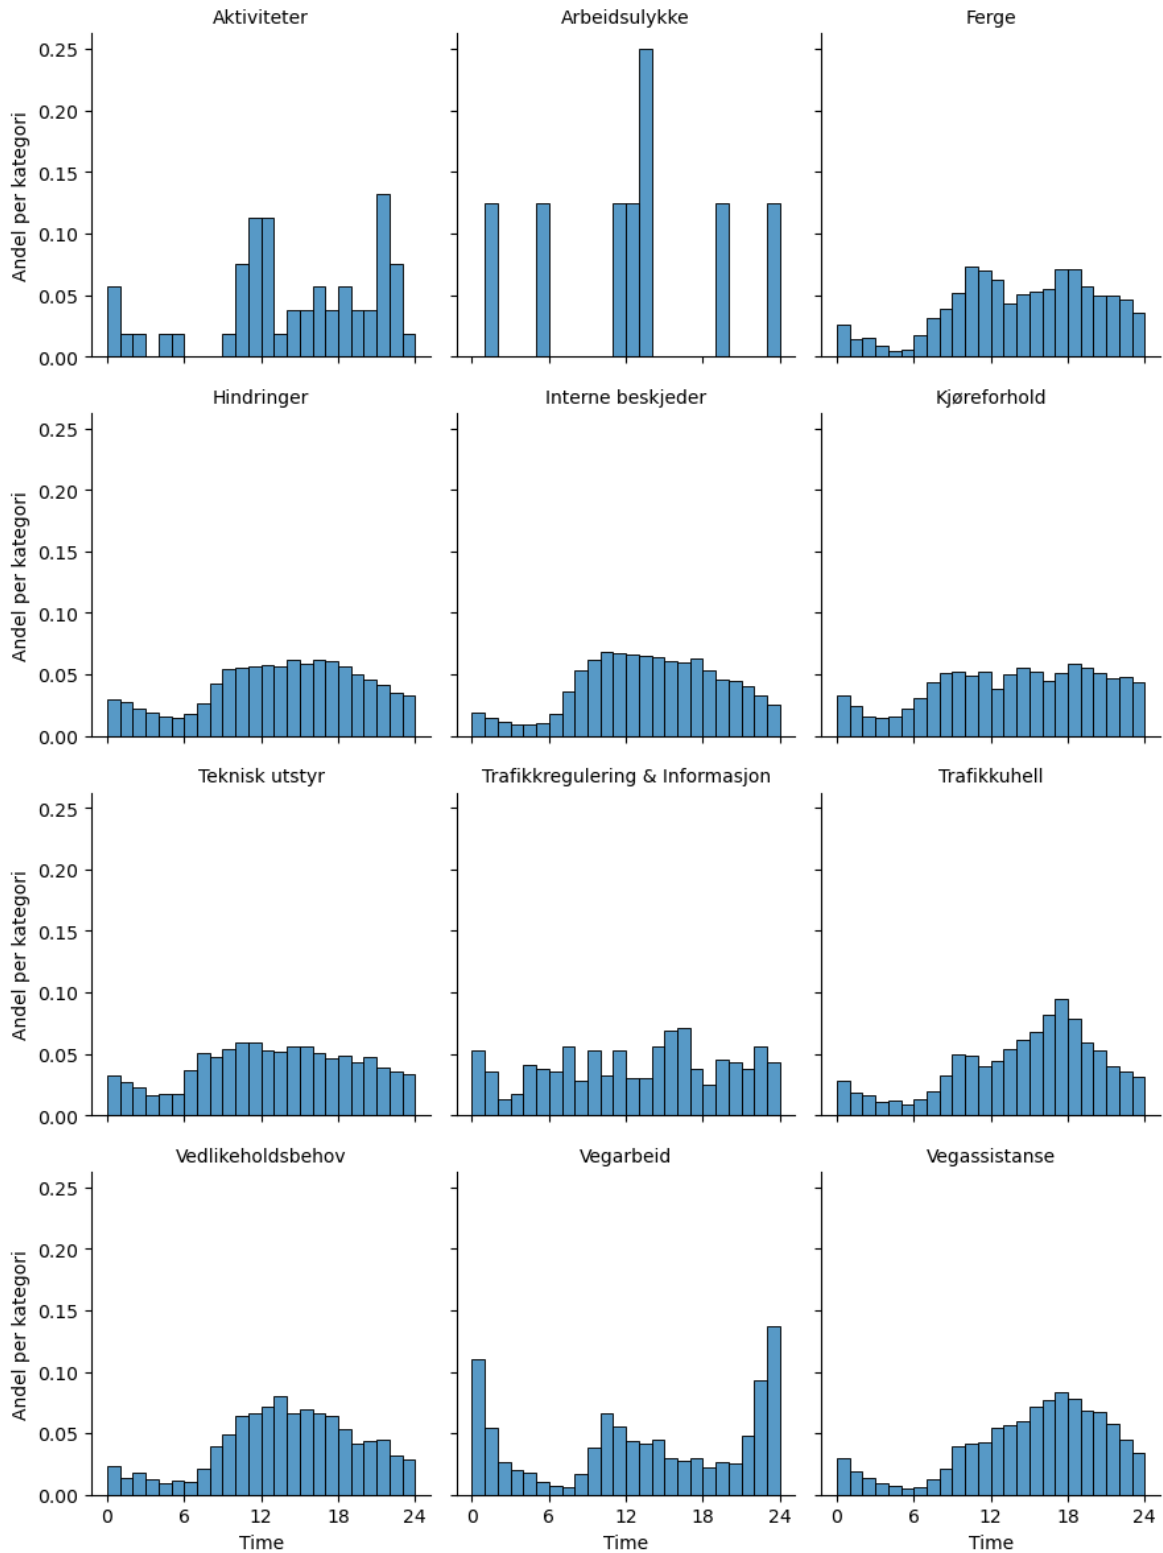 Aktiviteter
Arbeidsulykke
Ferge
Andel per kategori
0.25
0.20
0.15
0.10
0.05
0.00
Hindringer
Interne beskjeder
Kjøreforhold
Andel per kategori
0.25
0.20
0.15
0.10
0.05
0.00
Teknisk utstyr
Trafikkregulering & Informasjon
Trafikkuhell
Andel per kategori
0.25
0.20
0.15
0.10
0.05
0.00
Vedlikeholdsbehov
Vegarbeid
Vegassistanse
Andel per kategori
0.25
0.20
0.15
0.10
0.05
0.00
0 6 12 18 24
0 6 12 18 24
0 6 12 18 24
Time
Time
Time